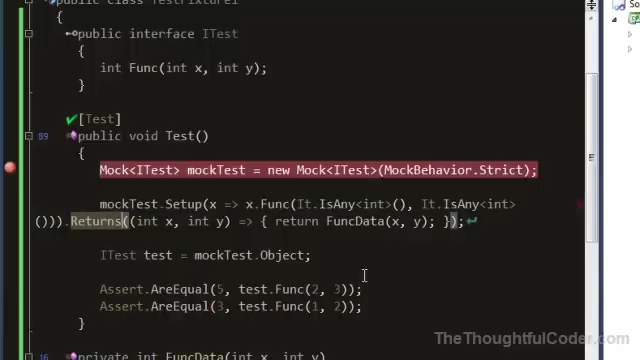 public class TestFixture1
{
public interface ITest
{
int Func(int x, int y);
}
[Test]
89 public void Test()
{
Mock<ITest> mockTest = new Mock<ITest>(MockBehavior.Strict);
mockTest.Setup(x => x.Func(It.IsAny<int>(), It.IsAny<int>
())).Returns((int x, int y) => { return FuncData(x, y); });
ITest test = mockTest.Object;
Assert.AreEqual(5, test.Func(2, 3));
Assert.AreEqual(3, test.Func(1, 2));
}
16 private int FuncData(int x, int y)
So
TheThoughtfulCoder.com